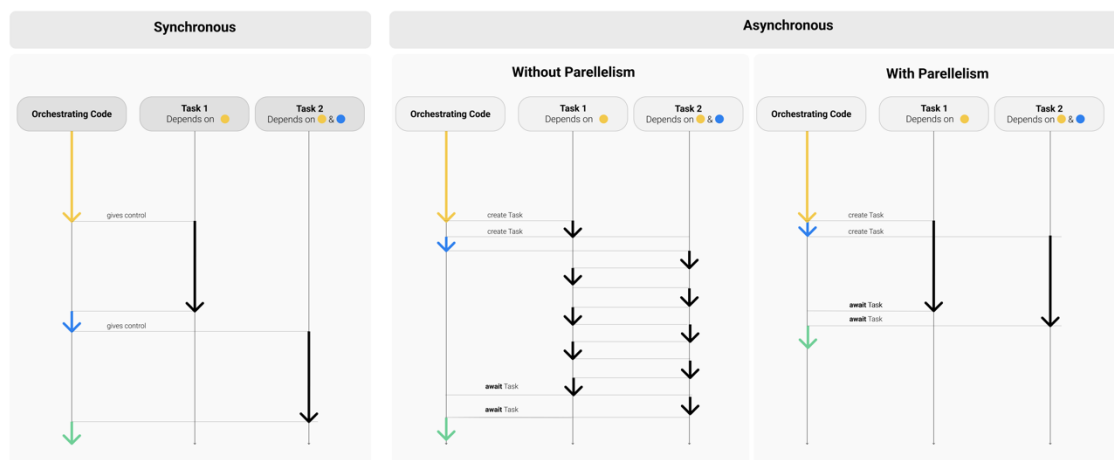 Synchronous
Asynchronous
Without Parellelism
With Parellelism
Orchestrating Code
Task 1
Depends on
Task 2
Depends on &
gives control
gives control
Orchestrating Code
Task 1
Depends on
Task 2
Depends on &
create Task
create Task
await Task
await Task
Orchestrating Code
Task 1
Depends on
Task 2
Depends on &
create Task
create Task
await Task
await Task